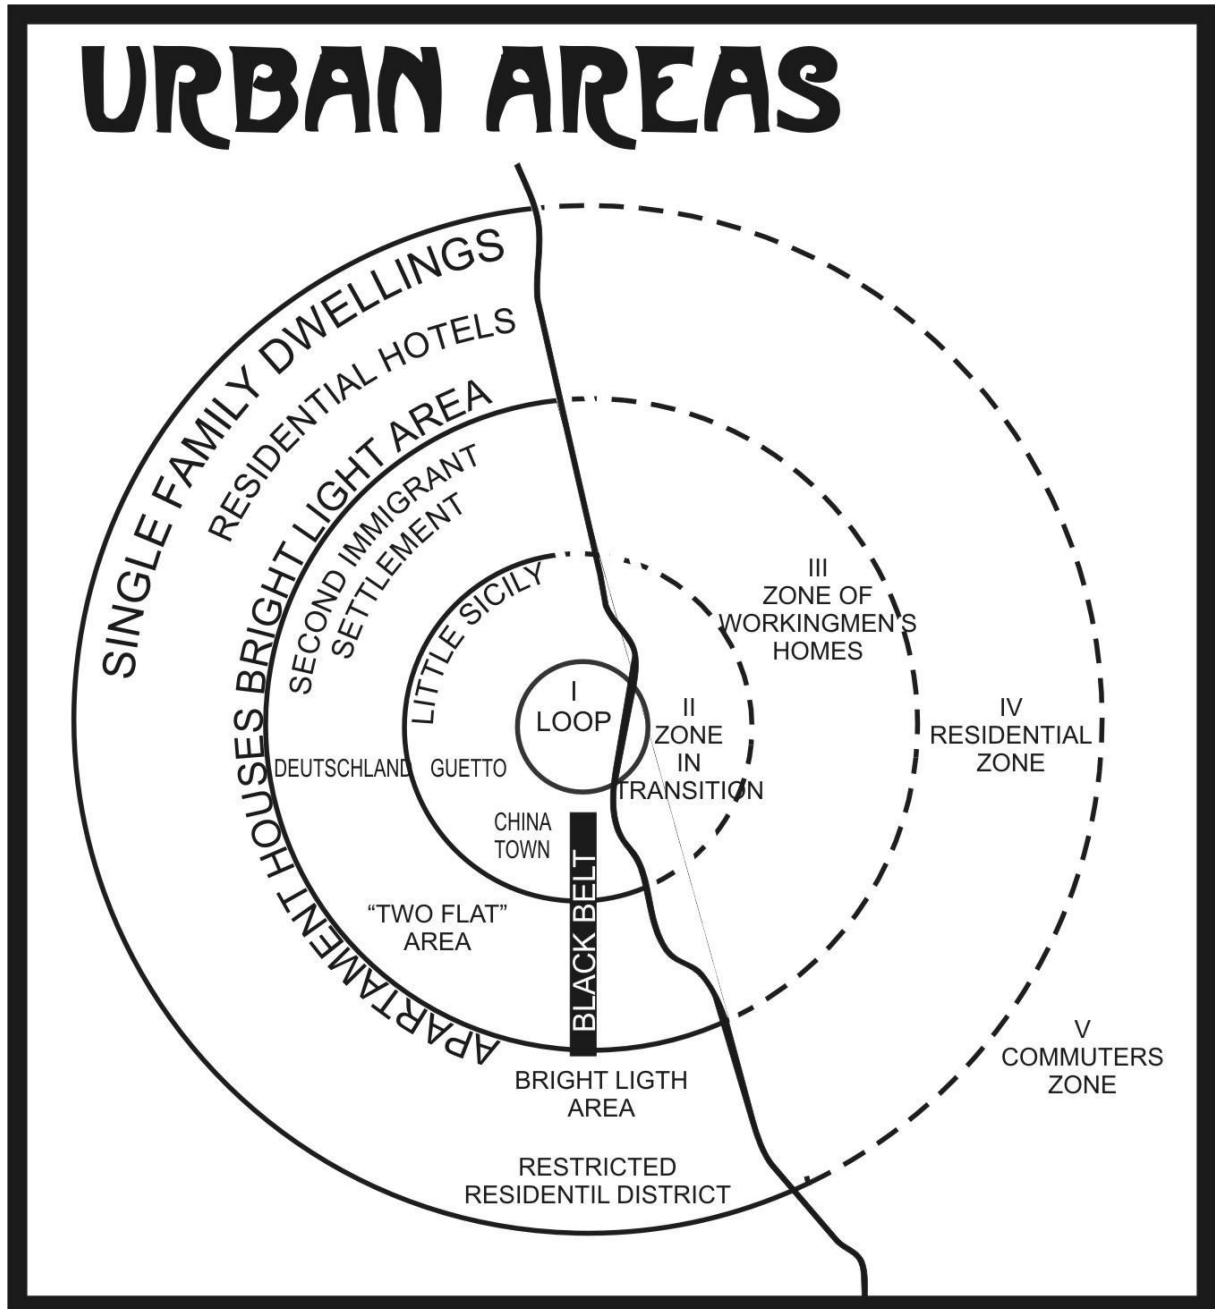 URBAN AREAS
SINGLE FAMILY DWELLINGS
RESIDENTIAL HOTELS
APARTAMENT HOUSES BRIGHT LIGHT AREA
SECOND IMMIGRANT
SETTLEMENT
LITTLE SICILY
I
LOOP
II
ZONE
IN
TRANSITION
III
ZONE OF
WORKINGMEN'S
HOMES
IV
RESIDENTIAL
ZONE
V
COMMUTERS
ZONE
DEUTSCHLAND
GUETTO
CHINA
TOWN
BLACK BELT
“TWO FLAT”
AREA
BRIGHT LIGTH
AREA
RESTRICTED
RESIDENTIL DISTRICT